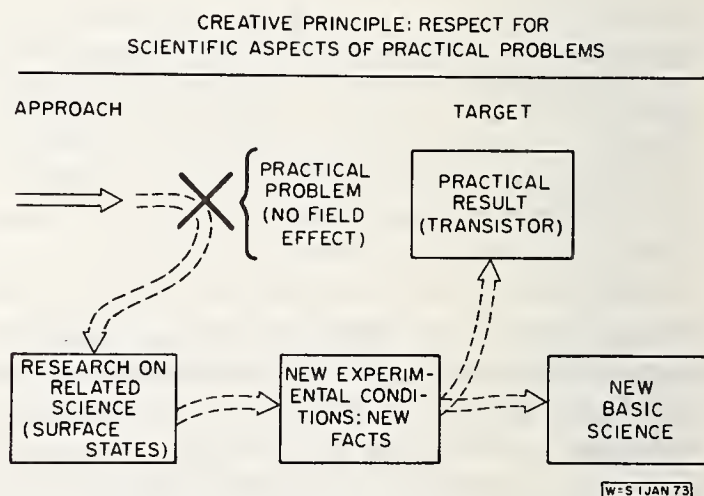 CREATIVE PRINCIPLE: RESPECT FOR
SCIENTIFIC ASPECTS OF PRACTICAL PROBLEMS
APPROACH
TARGET
PRACTICAL
PROBLEM
(NO FIELD
EFFECT)
PRACTICAL
RESULT
(TRANSISTOR)
RESEARCH ON
RELATED
SCIENCE
(SURFACE
STATES)
NEW EXPERIM-
ENTAL CONDI-
TIONS: NEW
FACTS
NEW
BASIC
SCIENCE
W=S 1 JAN 73